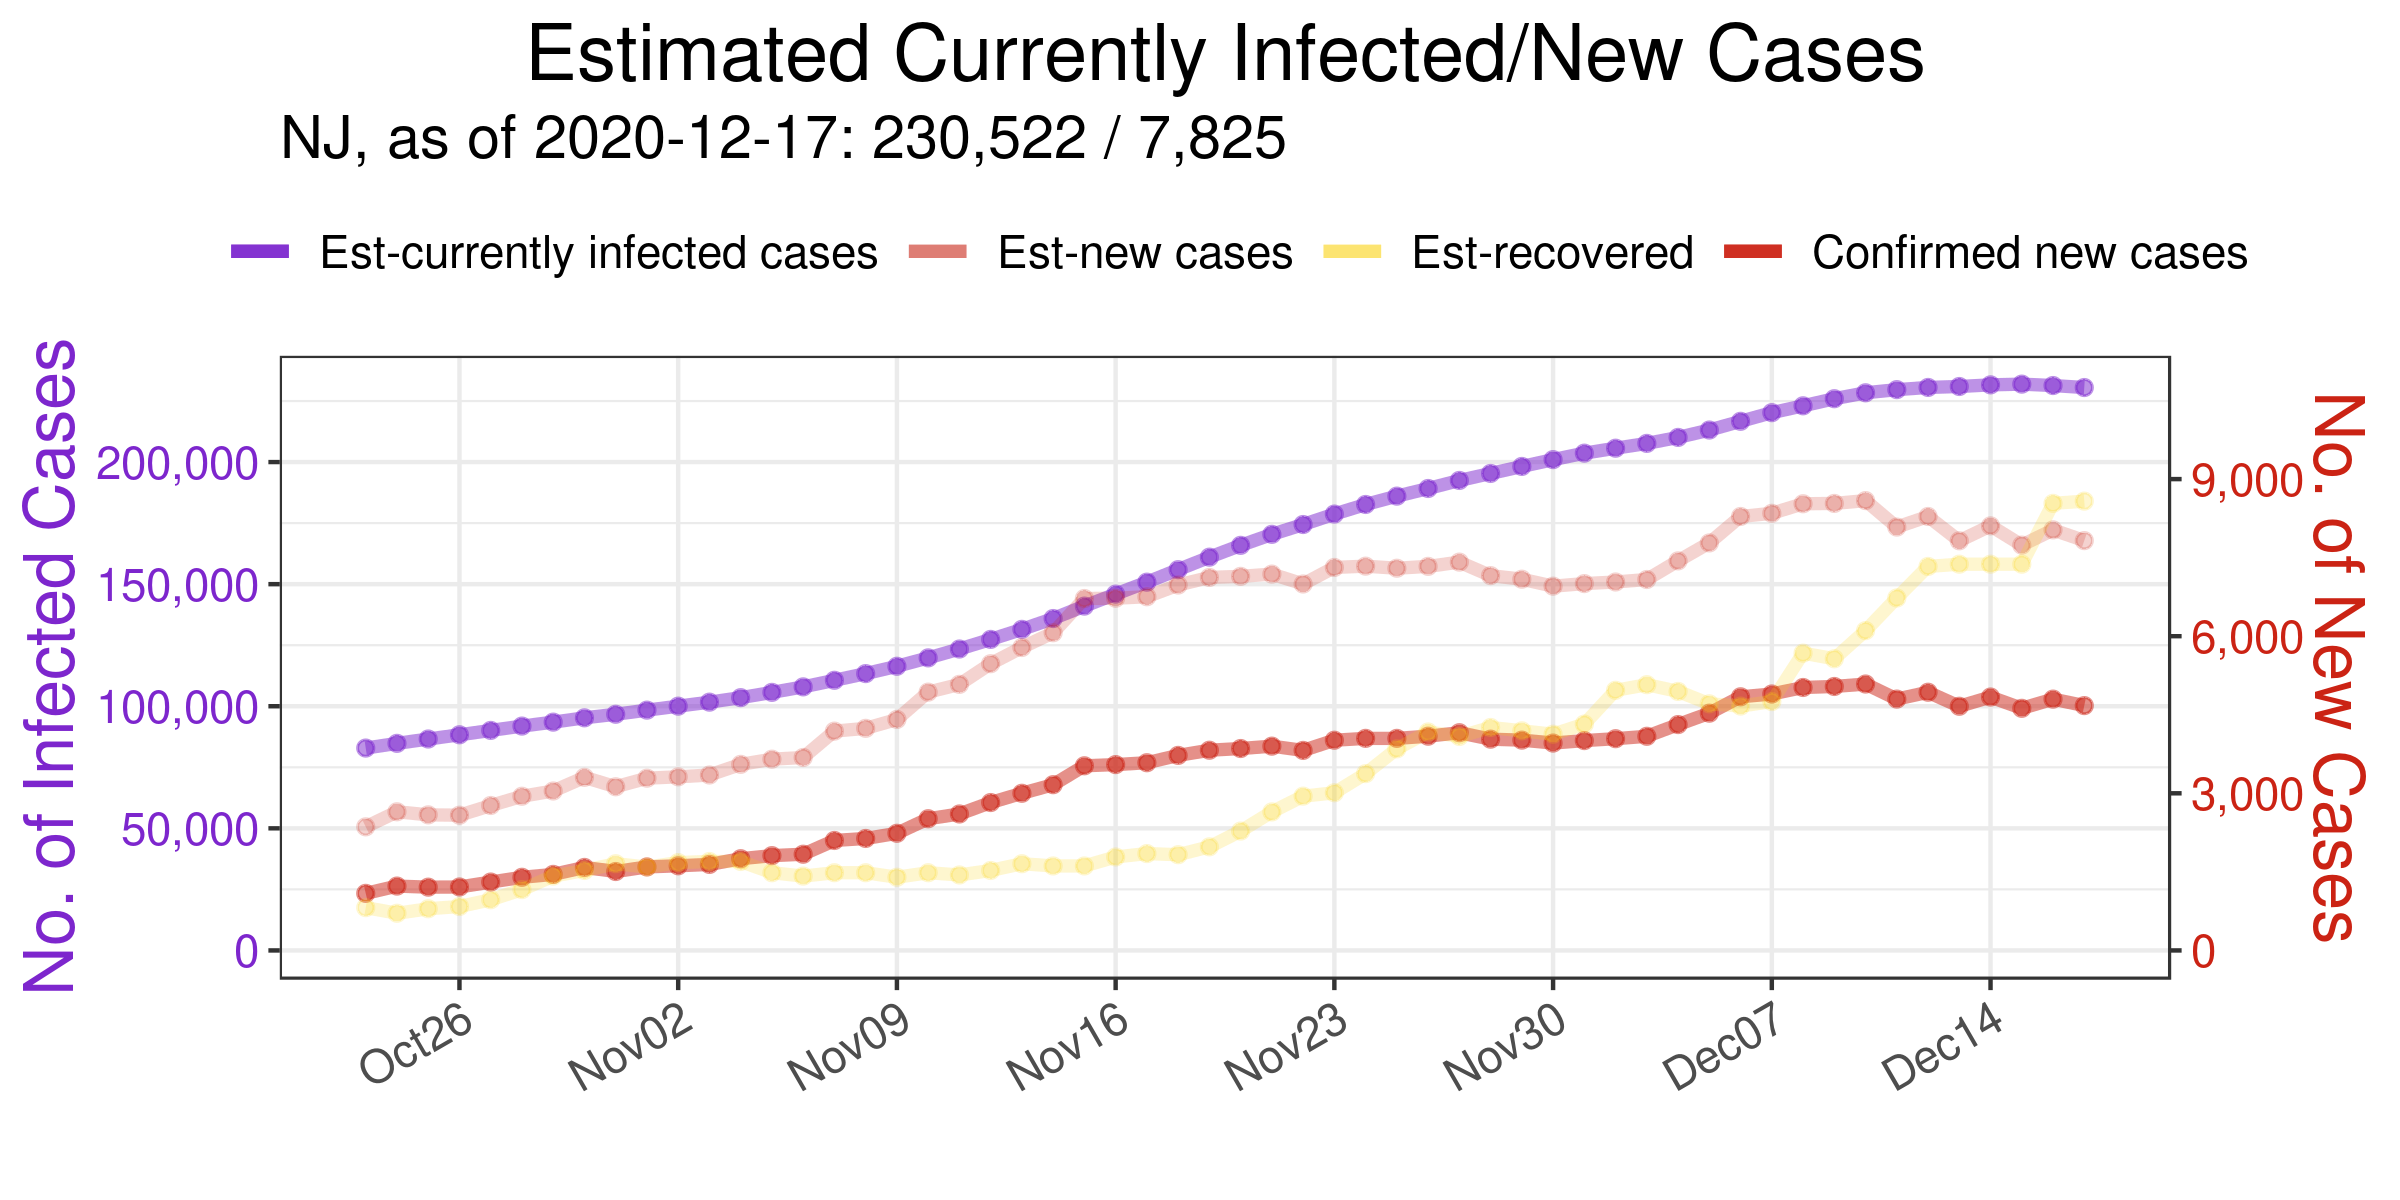 Estimated Currently Infected/New Cases
NJ, as of 2020-12-17: 230,522 / 7,825
Est-currently infected cases
Est-new cases
Est-recovered
Confirmed new cases
No. of Infected Cases
200,000
150,000
100,000
50,000
0
9,000
6,000
3,000
0
No. of New Cases
Oct26
Nov02
Nov09
Nov16
Nov23
Nov30
Dec07
Dec14